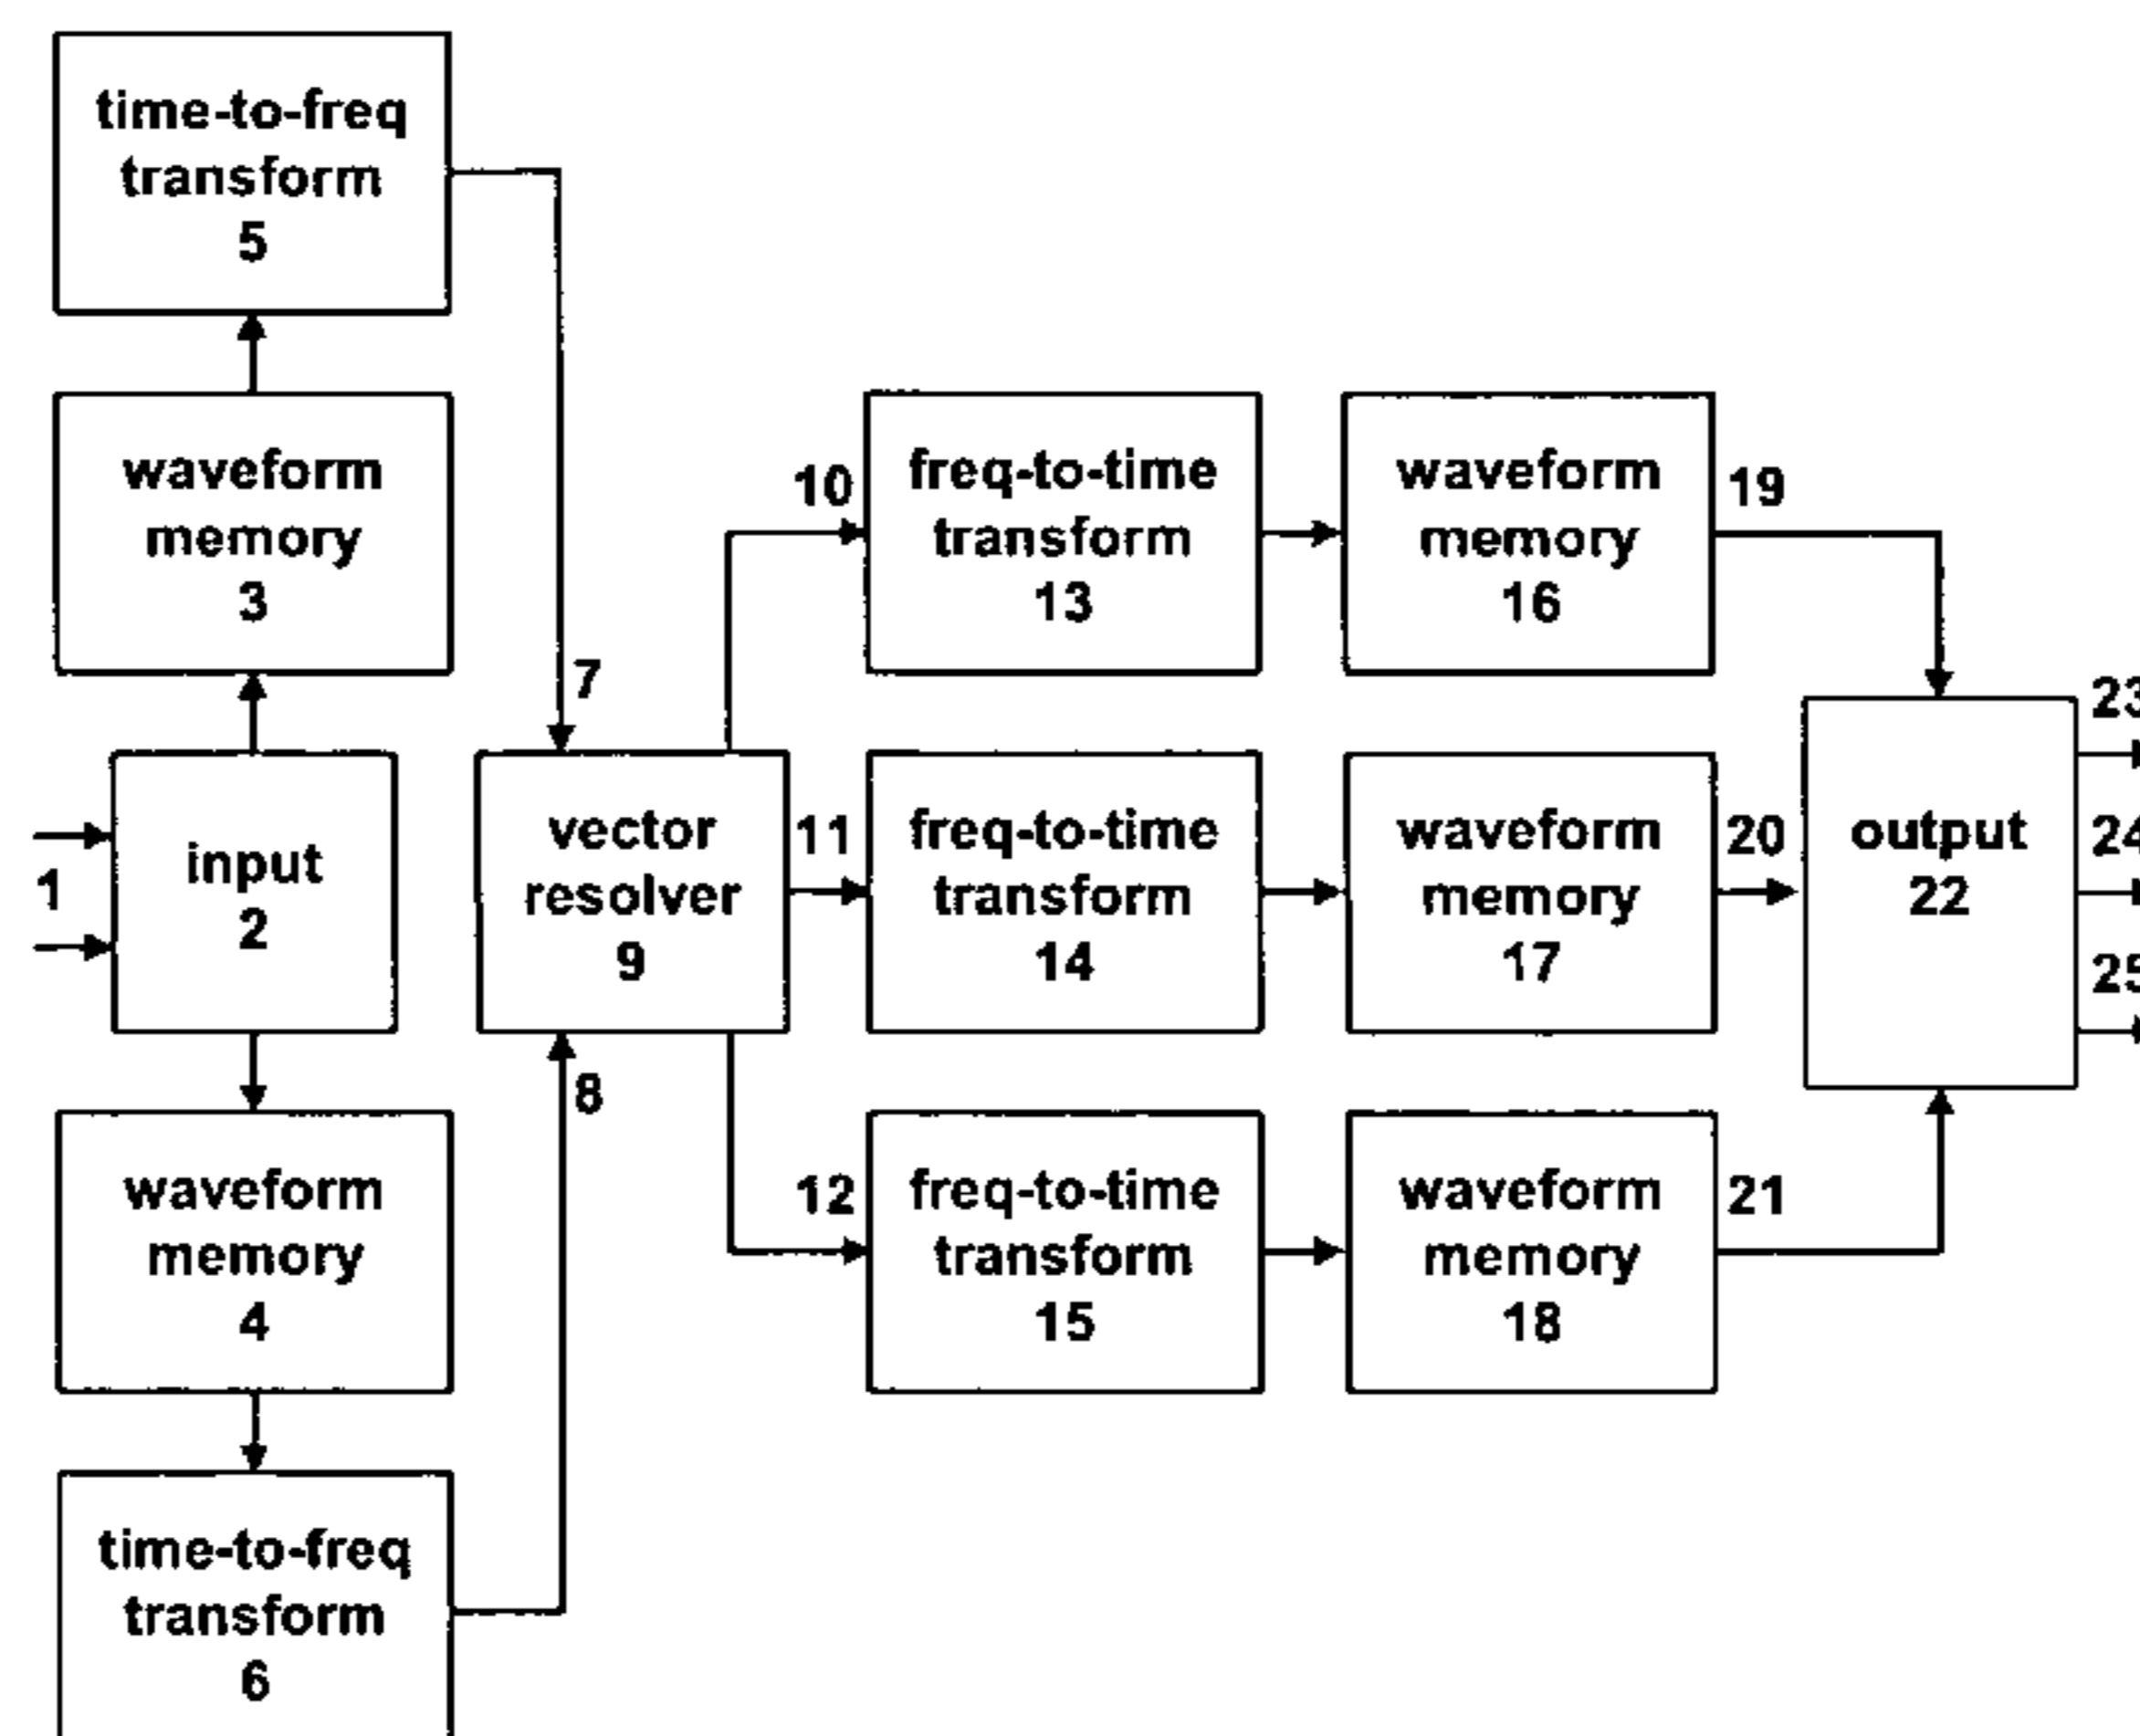 time-to-freq
transform
5
waveform
memory
3
7
10
freq-to-time
transform
13
waveform
memory
16
19
1
input
2
vector
resolver
9
11
freq-to-time
transform
14
waveform
memory
17
20
output
22
23
24
25
8
waveform
memory
4
12
freq-to-time
transform
15
waveform
memory
18
21
time-to-freq
transform
6